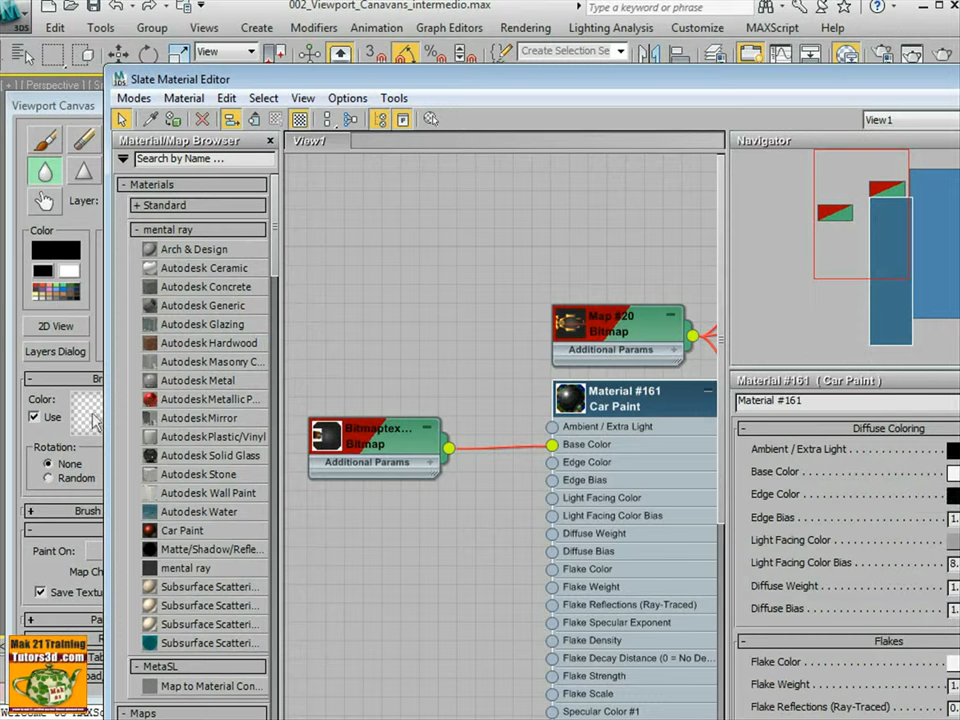 002_Viewport_Canavans_intermedio.max
Type a keyword or phrase
3DS
Edit Tools Group Views Create Modifiers Animation Graph Editors Rendering Lighting Analysis Customize MAXScript Help
View
Create Selection Se
Slate Material Editor
[ + ] Perspective
Viewport Canvas
Modes Material Edit Select View Options Tools
View1
Material/Map Browser
View1
Navigator
Search by Name ...
- Materials
+ Standard
- mental ray
Arch & Design
Autodesk Ceramic
Autodesk Concrete
Autodesk Generic
Autodesk Glazing
Autodesk Hardwood
Autodesk Masonry C...
Autodesk Metal
Autodesk Metallic P...
Autodesk Mirror
Autodesk Plastic/Vinyl
Autodesk Solid Glass
Autodesk Stone
Autodesk Wall Paint
Autodesk Water
Car Paint
Matte/Shadow/Refle...
mental ray
Subsurface Scatteri...
Subsurface Scatteri...
Subsurface Scatteri...
Subsurface Scatteri...
- MetaSL
Map to Material Con...
- Maps
Layer:
Color
2D View
Layers Dialog
Color:
Use
Rotation:
None
Random
Brush
Paint On:
Map Ch
Save Textu
Mak 21 Training
Tutors3d.com
Map #20
Bitmap
Additional Params
Bitmaptex...
Bitmap
Additional Params
Material #161
Car Paint
Ambient / Extra Light
Base Color
Edge Color
Edge Bias
Light Facing Color
Light Facing Color Bias
Diffuse Weight
Diffuse Bias
Flake Color
Flake Weight
Flake Reflections (Ray-Traced)
Flake Specular Exponent
Flake Density
Flake Decay Distance (0 = No De...
Flake Strength
Flake Scale
Specular Color #1
Material #161 ( Car Paint )
Material #161
Diffuse Coloring
Ambient / Extra Light
Base Color
Edge Color
Edge Bias
Light Facing Color
Light Facing Color Bias
Diffuse Weight
Diffuse Bias
Flakes
Flake Color
Flake Weight
Flake Reflections (Ray-Traced)